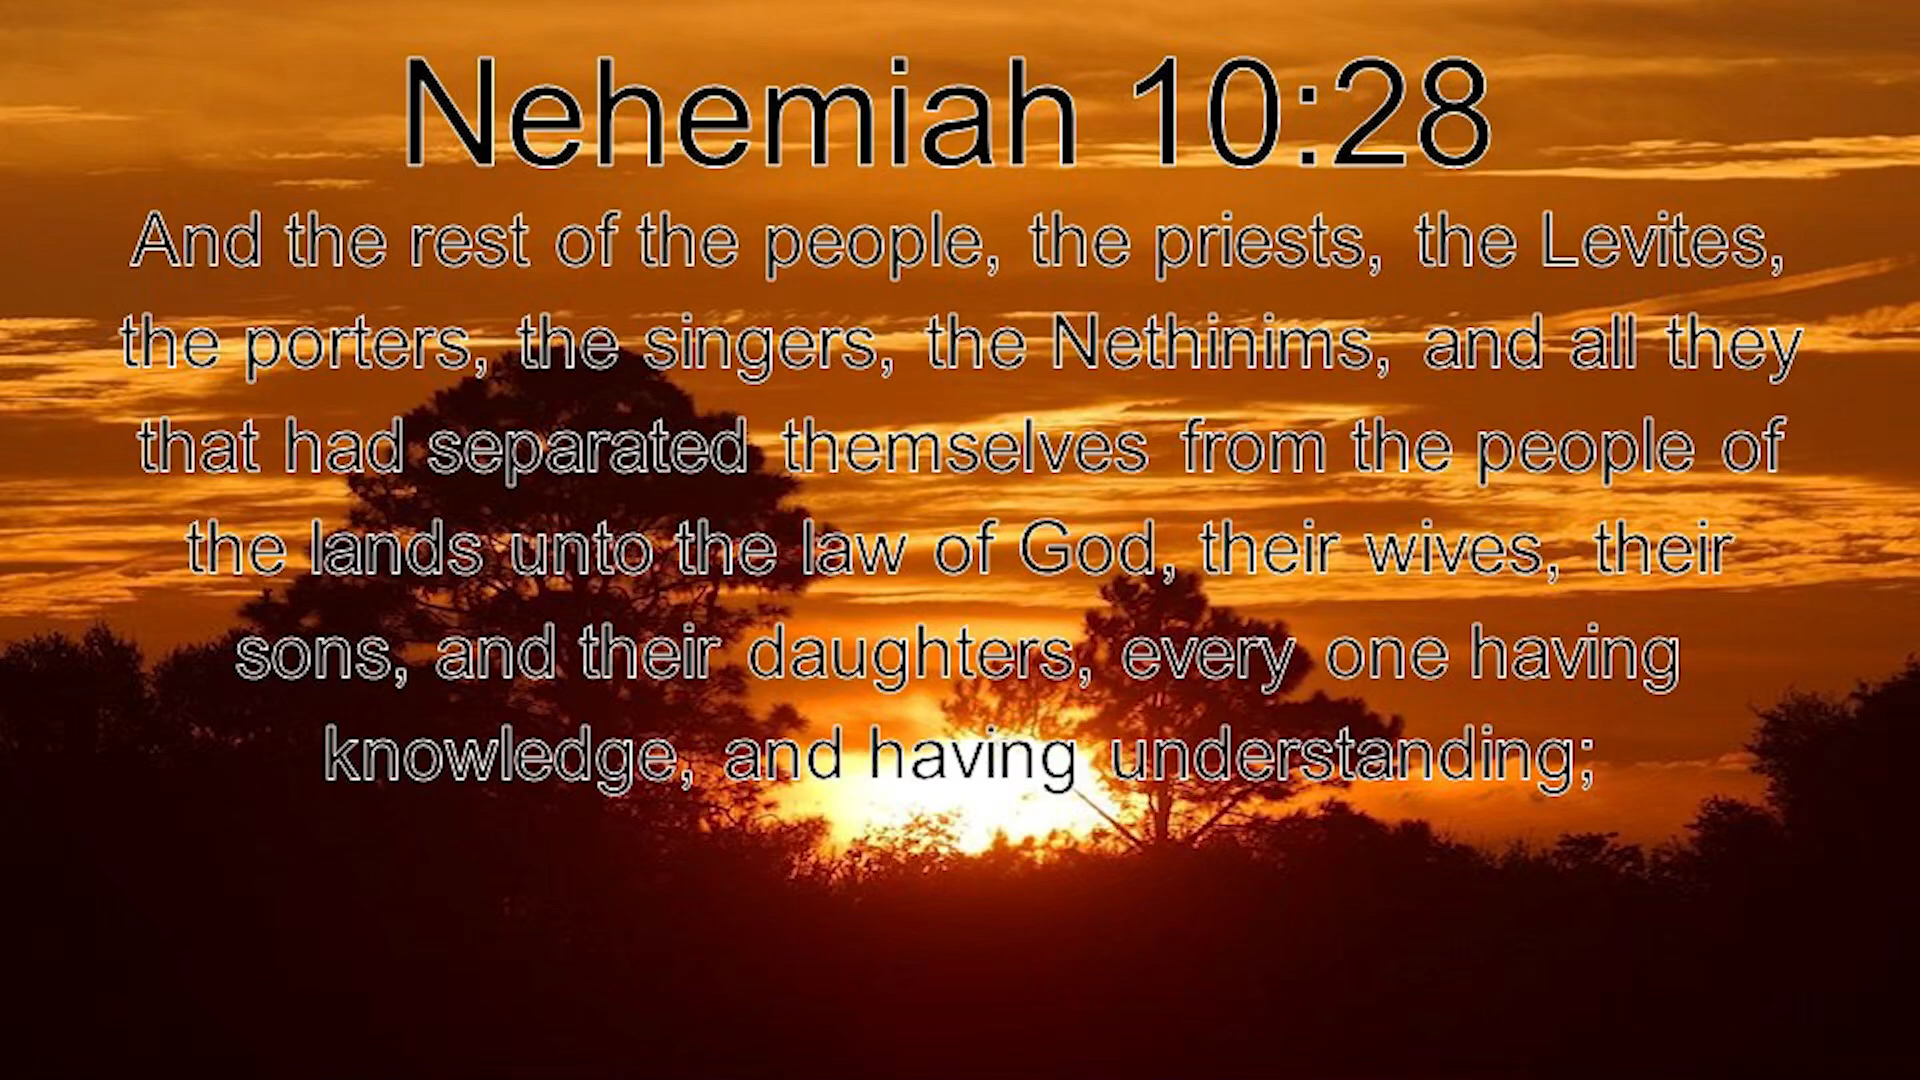 Nehemiah 10:28
And the rest of the people, the priests, the Levites,
the porters, the singers, the Nethinims, and all they
that had separated themselves from the people of
the lands unto the law of God, their wives, their
sons, and their daughters, every one having
knowledge, and having understanding;